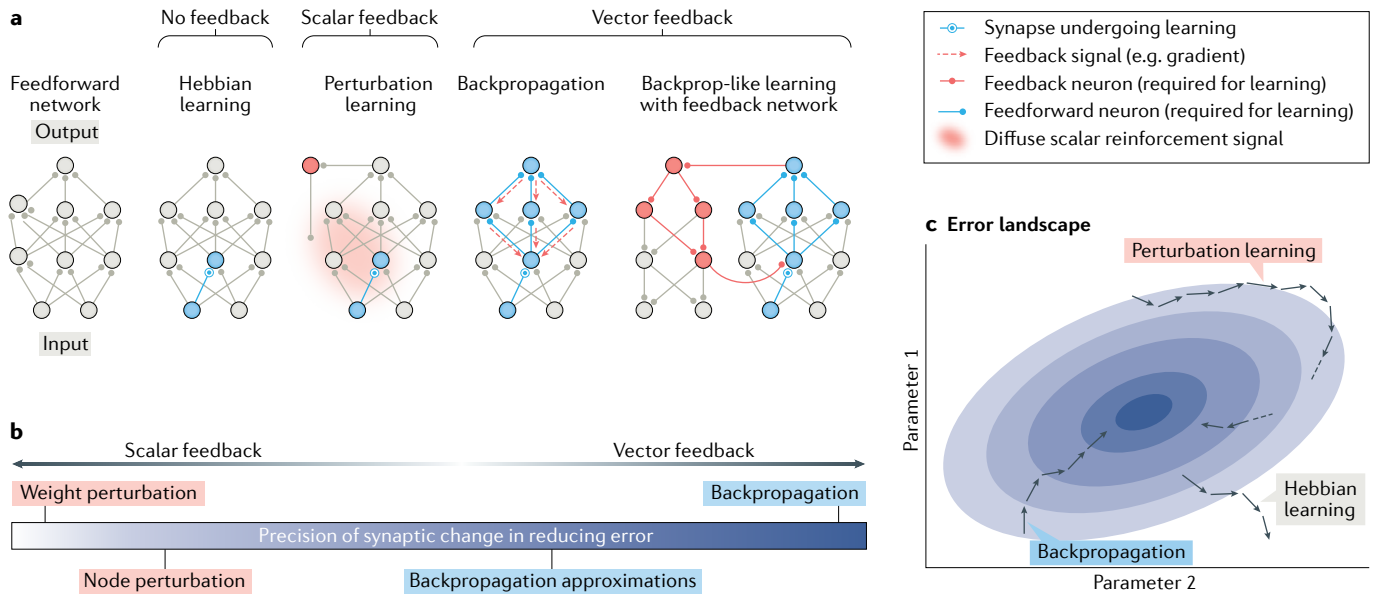 a
No feedback
Scalar feedback
Vector feedback
Feedforward
network
Hebbian
learning
Perturbation
learning
Backpropagation
Backprop-like learning
with feedback network
Output
Input
Synapse undergoing learning
Feedback signal (e.g. gradient)
Feedback neuron (required for learning)
Feedforward neuron (required for learning)
Diffuse scalar reinforcement signal
b
Scalar feedback
Vector feedback
Weight perturbation
Backpropagation
Precision of synaptic change in reducing error
Node perturbation
Backpropagation approximations
c Error landscape
Perturbation learning
Parameter 1
Hebbian
learning
Backpropagation
Parameter 2